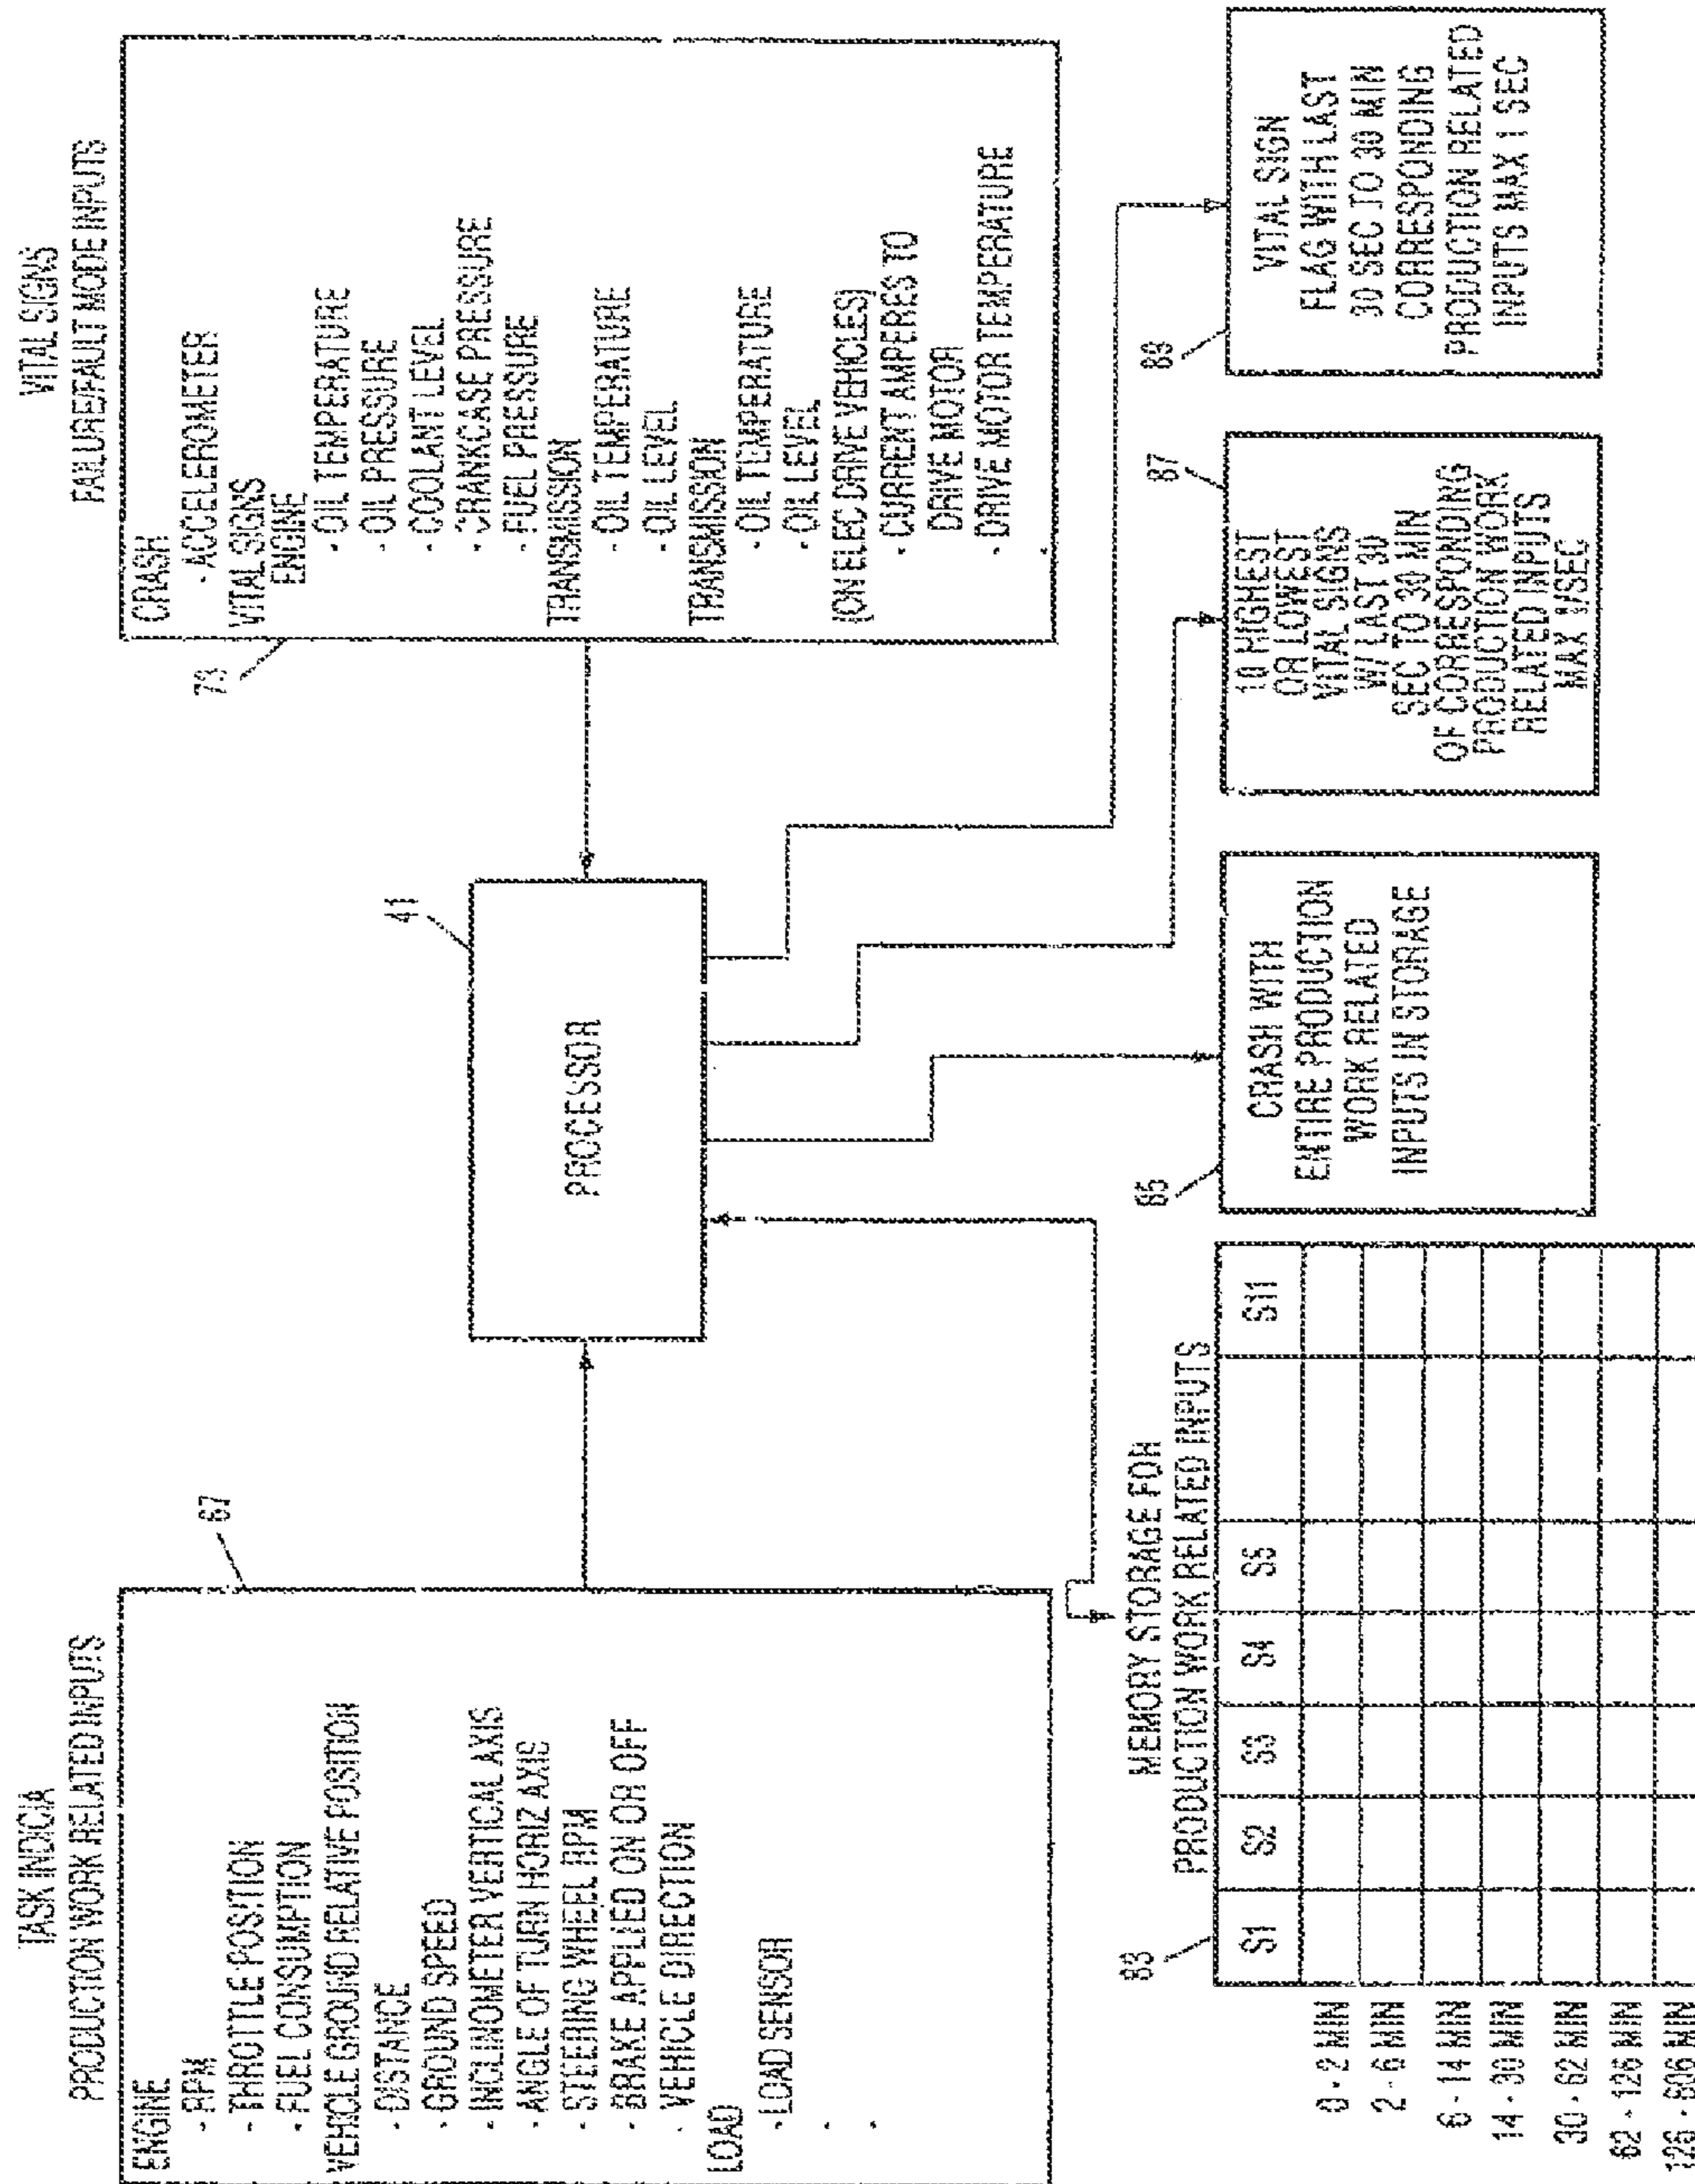 TASK INDICIA
PRODUCTION WORK RELATED INPUTS
67
ENGINE
- RPM
- THROTTLE POSITION
- FUEL CONSUMPTION
VEHICLE GROUND RELATIVE POSITION
- DISTANCE
- GROUND SPEED
- INCLINOMETER VERTICAL AXIS
- ANGLE OF TURN HORIZ AXIS
- STEERING WHEEL RPM
- BRAKE APPLIED ON OR OFF
- VEHICLE DIRECTION
LOAD
- LOAD SENSOR
VITAL SIGNS
FAILURE/FAULT MODE INPUTS
73
CRASH
- ACCELEROMETER
VITAL SIGNS
ENGINE
- OIL TEMPERATURE
- OIL PRESSURE
- COOLANT LEVEL
- CRANKCASE PRESSURE
- FUEL PRESSURE
TRANSMISSION
- OIL TEMPERATURE
- OIL LEVEL
TRANSMISSION
- OIL TEMPERATURE
- OIL LEVEL
(ON ELEC DRIVE VEHICLES)
- CURRENT AMPERES TO
DRIVE MOTOR
- DRIVE MOTOR TEMPERATURE
41
PROCESSOR
MEMORY STORAGE FOR
PRODUCTION WORK RELATED INPUTS
83
S1 S2 S3 S4 S5 S11
0 - 2 MIN
2 - 6 MIN
6 - 14 MIN
14 - 30 MIN
30 - 62 MIN
62 - 126 MIN
126 - 606 MIN
85
CRASH WITH
ENTIRE PRODUCTION
WORK RELATED
INPUTS IN STORAGE
87
10 HIGHEST
OR LOWEST
VITAL SIGNS
W/ LAST 30
SEC TO 30 MIN
OF CORRESPONDING
PRODUCTION WORK
RELATED INPUTS
MAX 1/SEC
89
VITAL SIGN
FLAG WITH LAST
30 SEC TO 30 MIN
CORRESPONDING
PRODUCTION RELATED
INPUTS MAX 1 SEC